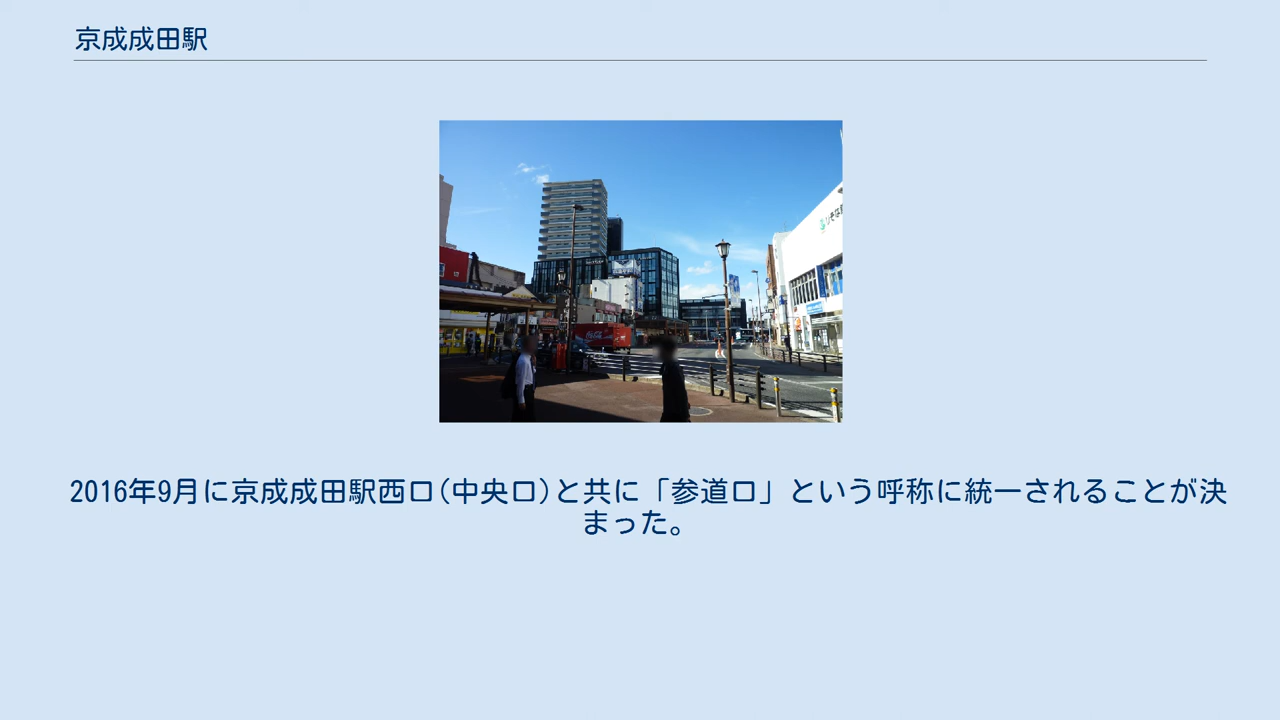 京成成田駅
2016年9月に京成成田駅西口(中央口)と共に「参道口」という呼称に統一されることが決
まった。